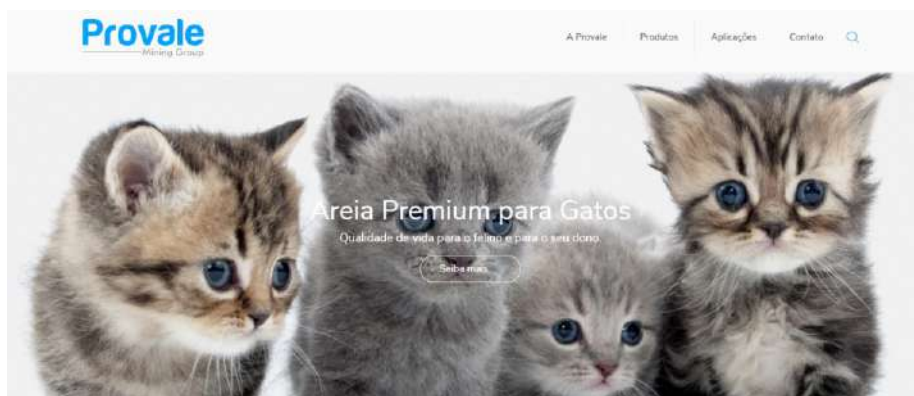 Provale
Mining Group
A Provale Produtos Aplicações Contato
Areia Premium para Gatos
Qualidade de vida para o felino e para o seu dono.
Saiba mais